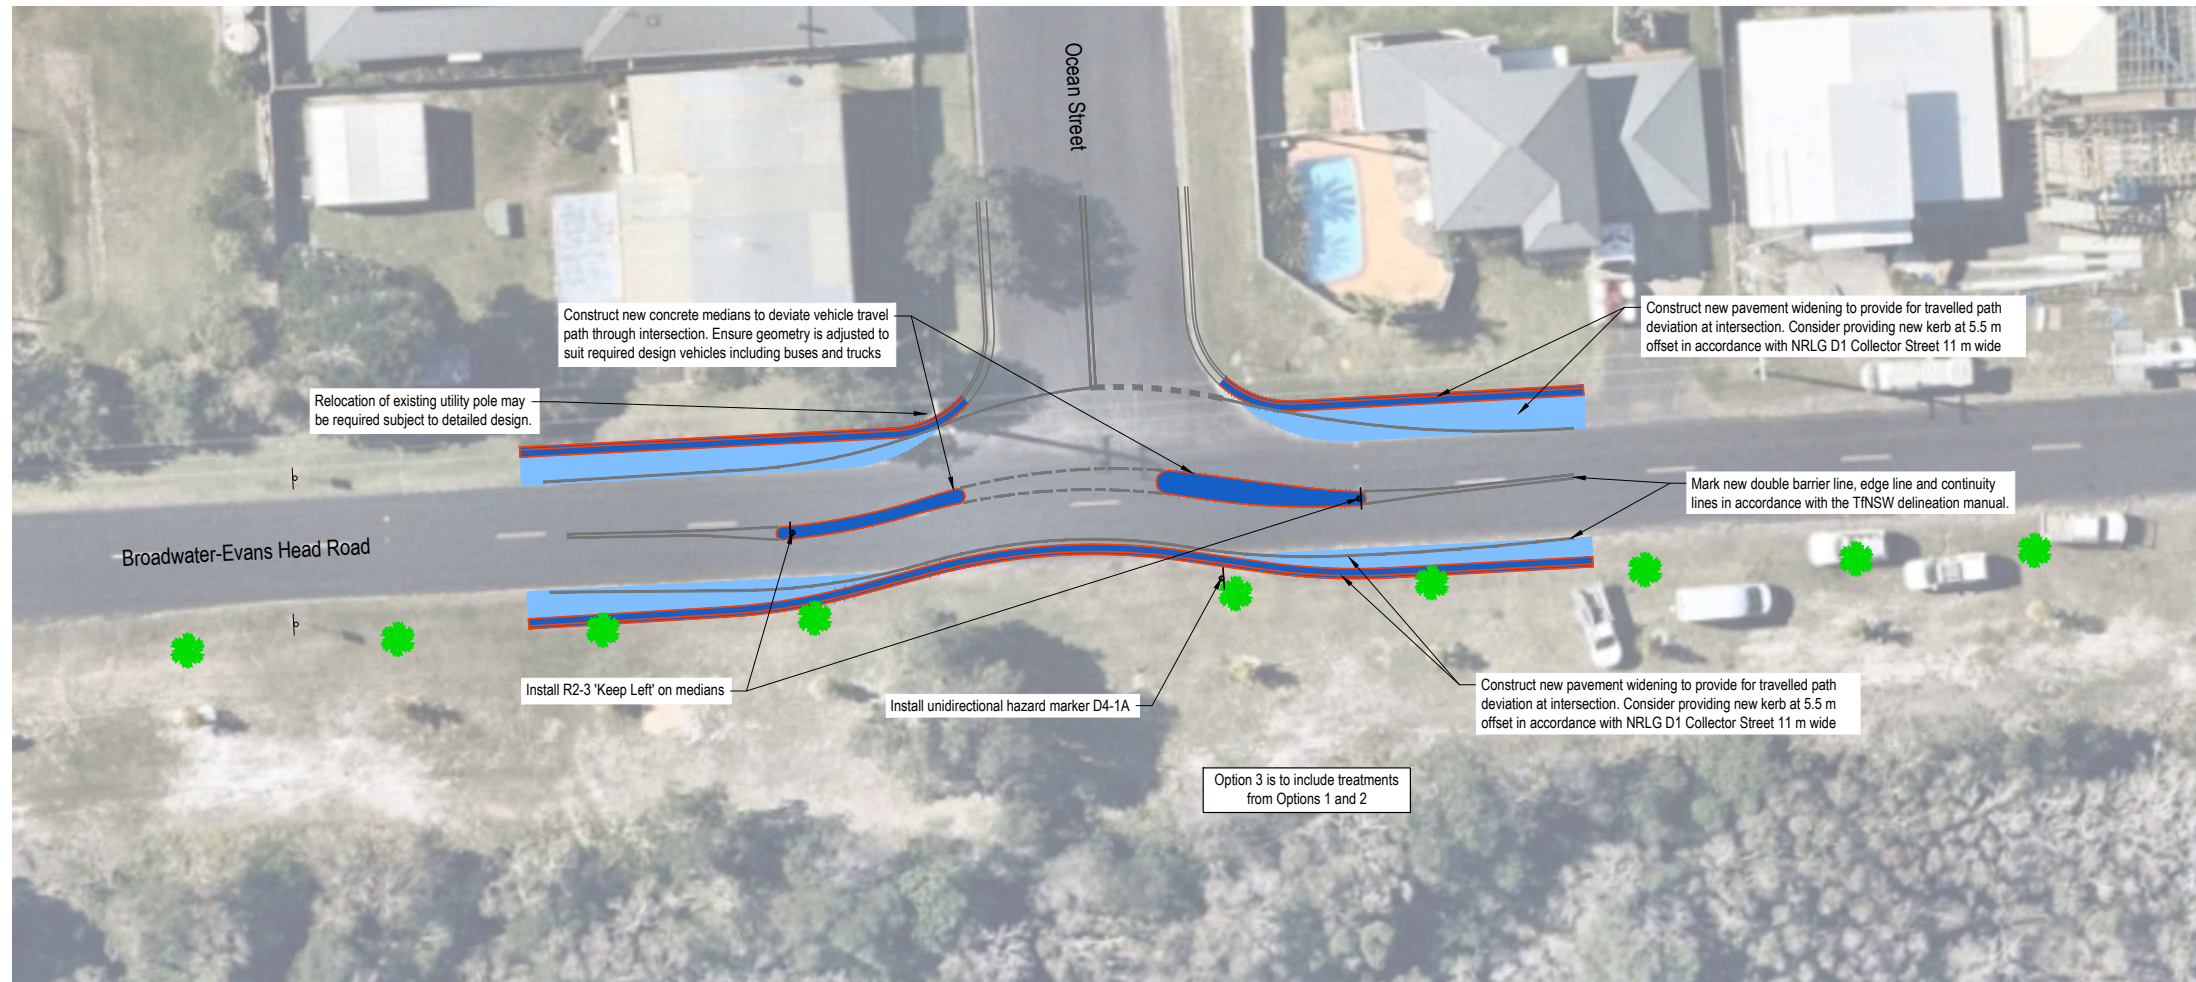 Ocean Street
Construct new concrete medians to deviate vehicle travel
path through intersection. Ensure geometry is adjusted to
suit required design vehicles including buses and trucks
Construct new pavement widening to provide for travelled path
deviation at intersection. Consider providing new kerb at 5.5 m
offset in accordance with NRLG D1 Collector Street 11 m wide
Relocation of existing utility pole may
be required subject to detailed design.
Mark new double barrier line, edge line and continuity
lines in accordance with the TfNSW delineation manual.
Broadwater-Evans Head Road
Install R2-3 'Keep Left' on medians
Install unidirectional hazard marker D4-1A
Construct new pavement widening to provide for travelled path
deviation at intersection. Consider providing new kerb at 5.5 m
offset in accordance with NRLG D1 Collector Street 11 m wide
Option 3 is to include treatments
from Options 1 and 2